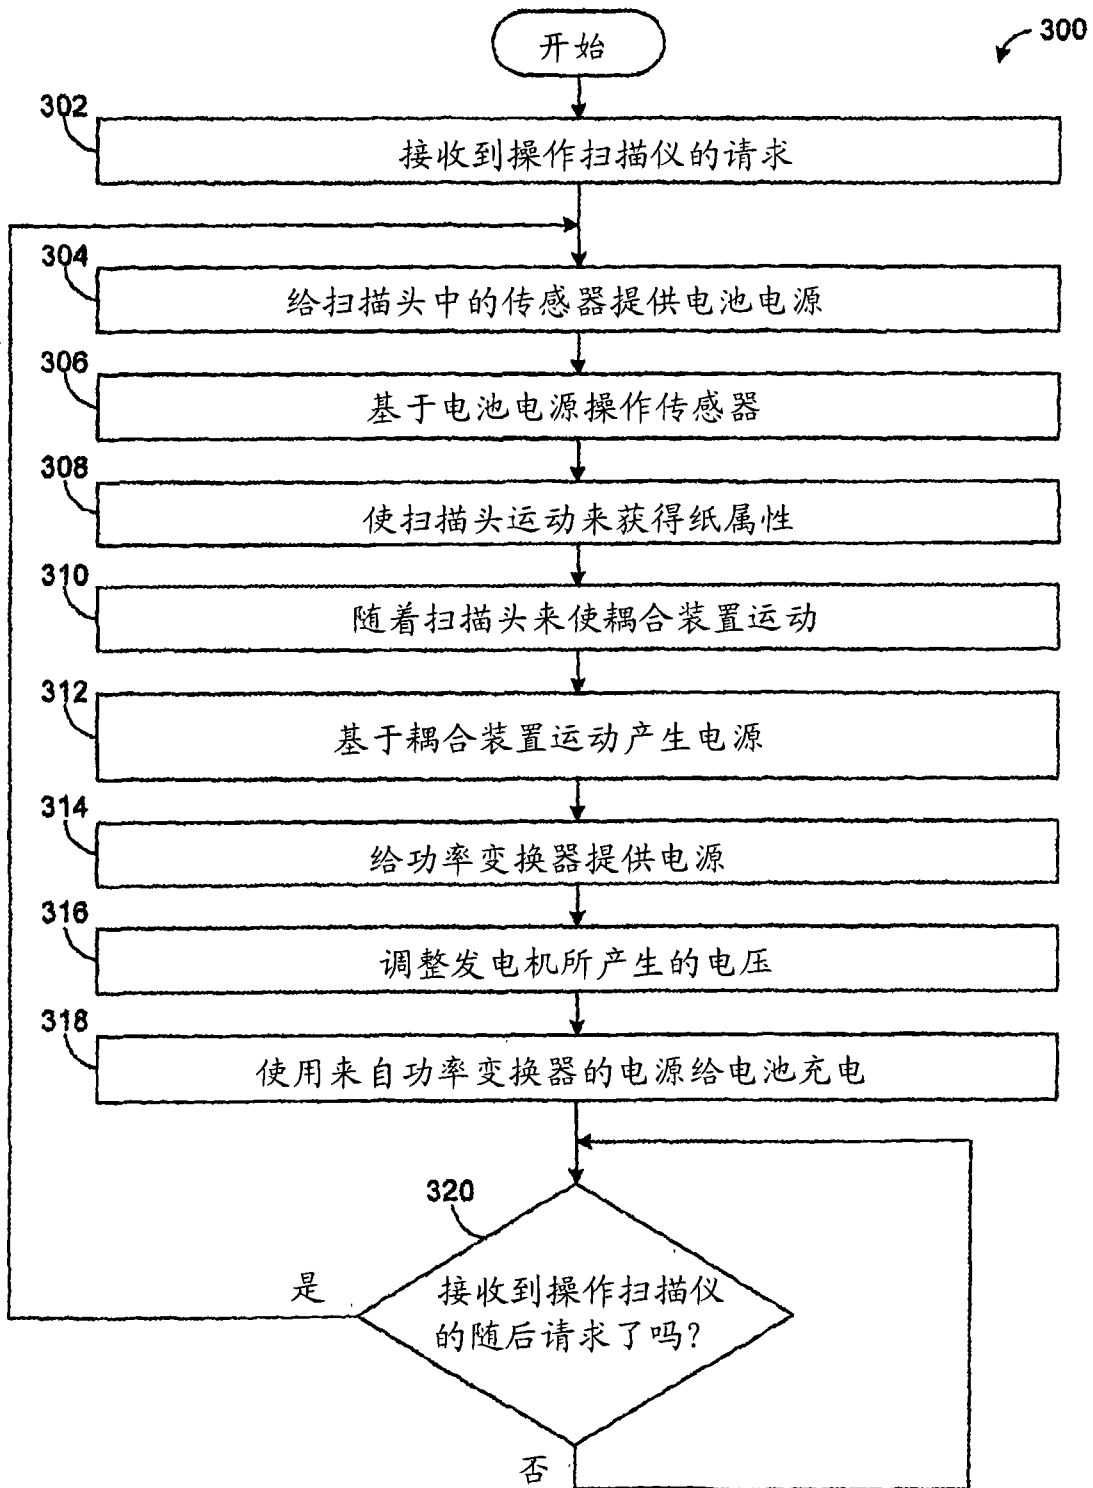 开始
300
302
接收到操作扫描仪的请求
304
给扫描头中的传感器提供电池电源
306
基于电池电源操作传感器
308
使扫描头运动来获得纸属性
310
随着扫描头来使耦合装置运动
312
基于耦合装置运动产生电源
314
给功率变换器提供电源
316
调整发电机所产生的电压
318
使用来自功率变换器的电源给电池充电
320
是
接收到操作扫描仪
的随后请求了吗?
否